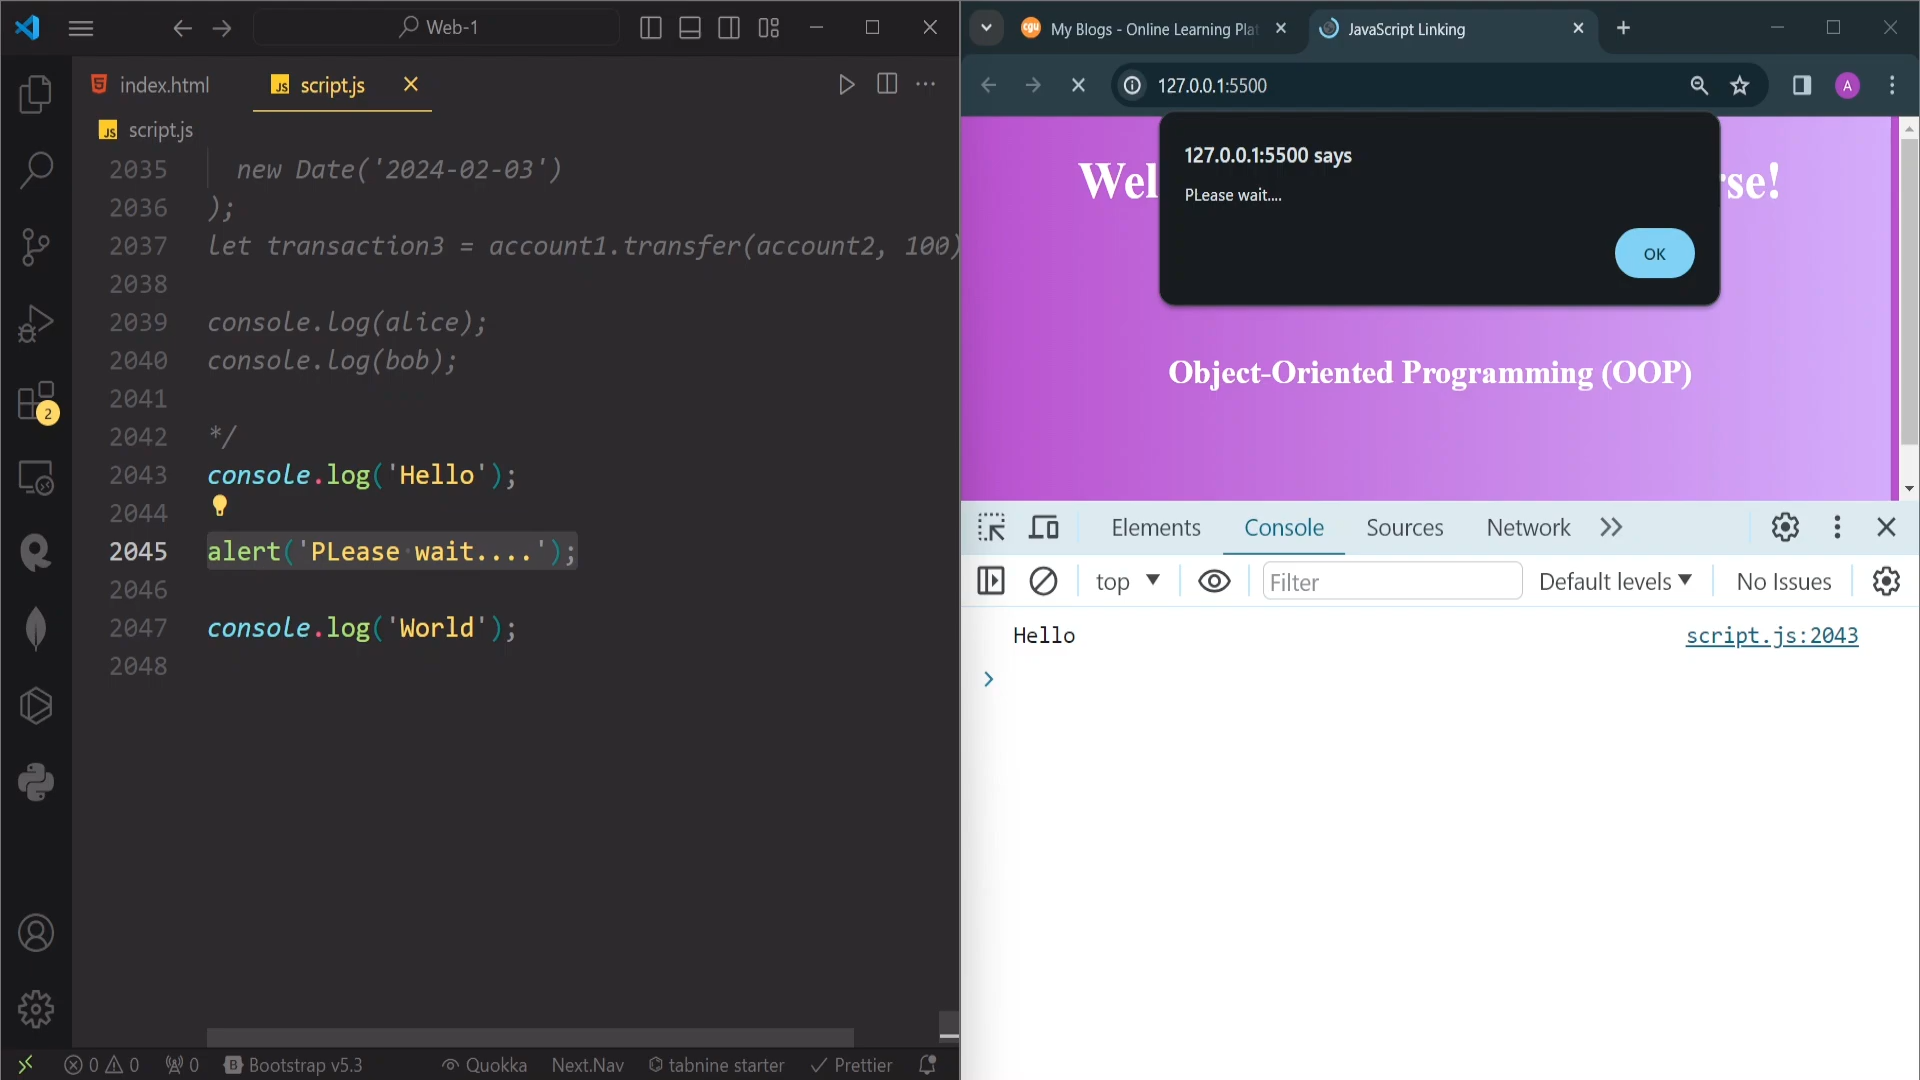 Web-1
index.html
script.js
script.js
2035 new Date('2024-02-03')
2036 );
2037 let transaction3 = account1.transfer(account2, 100)
2038
2039 console.log(alice);
2040 console.log(bob);
2041
2042 */
2043 console.log('Hello');
2044
2045 alert('PLease wait....');
2046
2047 console.log('World');
2048
2
0 0 0 Bootstrap v5.3 Quokka Next.Nav tabnine starter Prettier
My Blogs - Online Learning Plat
JavaScript Linking
127.0.0.1:5500
A
Wel
rse!
127.0.0.1:5500 says
PLease wait....
OK
Object-Oriented Programming (OOP)
Elements Console Sources Network
top Filter Default levels No Issues
Hello script.js:2043